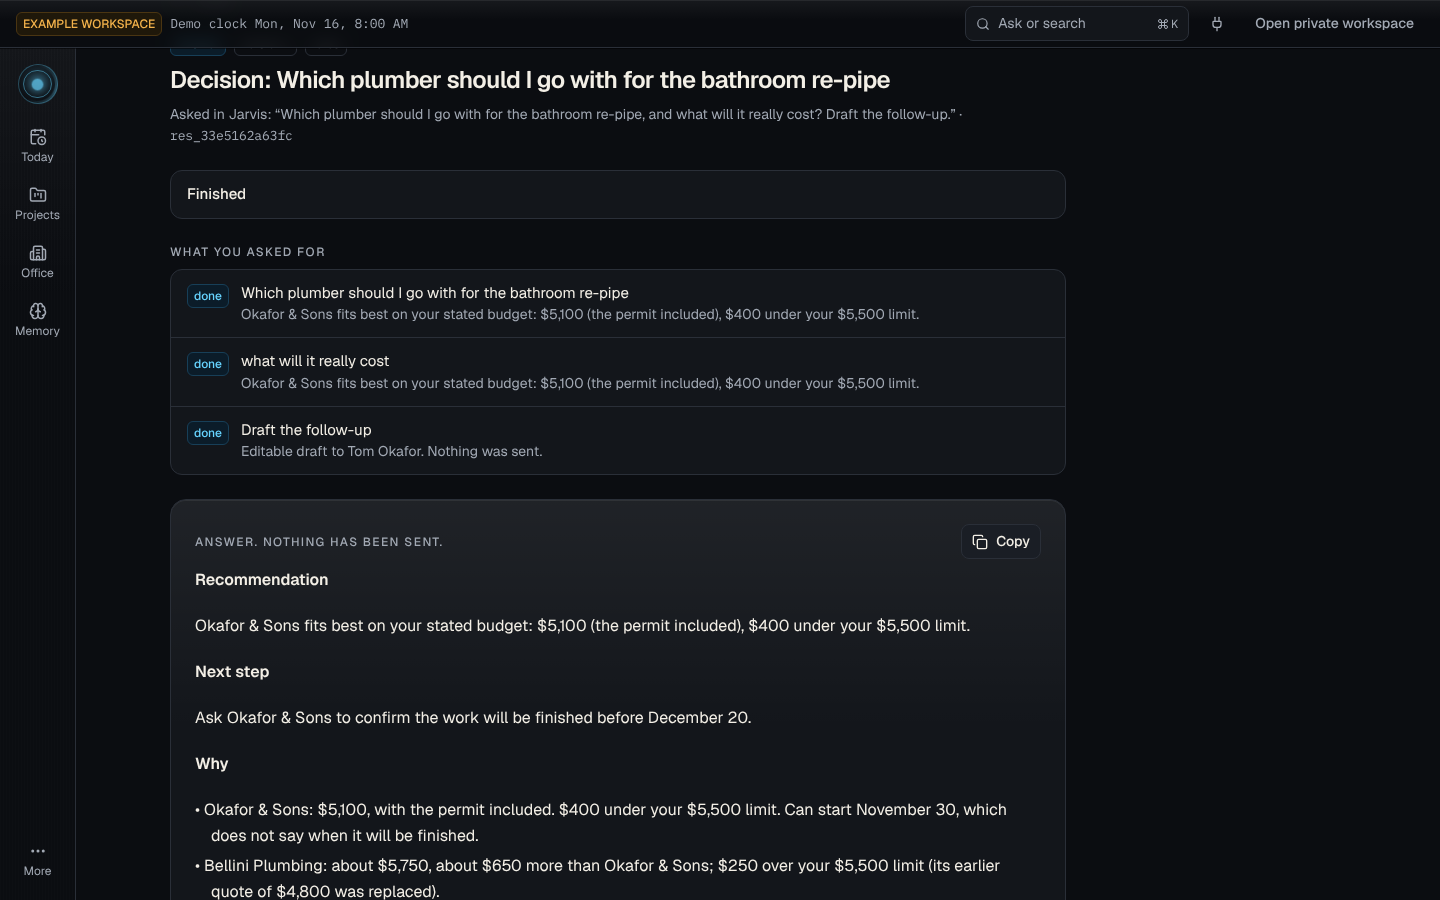 EXAMPLE WORKSPACE Demo clock Mon, Nov 16, 8:00 AM
Ask or search ⌘K
Open private workspace
Today
Projects
Office
Memory
More
Decision: Which plumber should I go with for the bathroom re-pipe
Asked in Jarvis: “Which plumber should I go with for the bathroom re-pipe, and what will it really cost? Draft the follow-up.” ·
res_33e5162a63fc
Finished
WHAT YOU ASKED FOR
done Which plumber should I go with for the bathroom re-pipe
Okafor & Sons fits best on your stated budget: $5,100 (the permit included), $400 under your $5,500 limit.
done what will it really cost
Okafor & Sons fits best on your stated budget: $5,100 (the permit included), $400 under your $5,500 limit.
done Draft the follow-up
Editable draft to Tom Okafor. Nothing was sent.
ANSWER. NOTHING HAS BEEN SENT.
Copy
Recommendation
Okafor & Sons fits best on your stated budget: $5,100 (the permit included), $400 under your $5,500 limit.
Next step
Ask Okafor & Sons to confirm the work will be finished before December 20.
Why
• Okafor & Sons: $5,100, with the permit included. $400 under your $5,500 limit. Can start November 30, which
does not say when it will be finished.
• Bellini Plumbing: about $5,750, about $650 more than Okafor & Sons; $250 over your $5,500 limit (its earlier
quote of $4,800 was replaced).